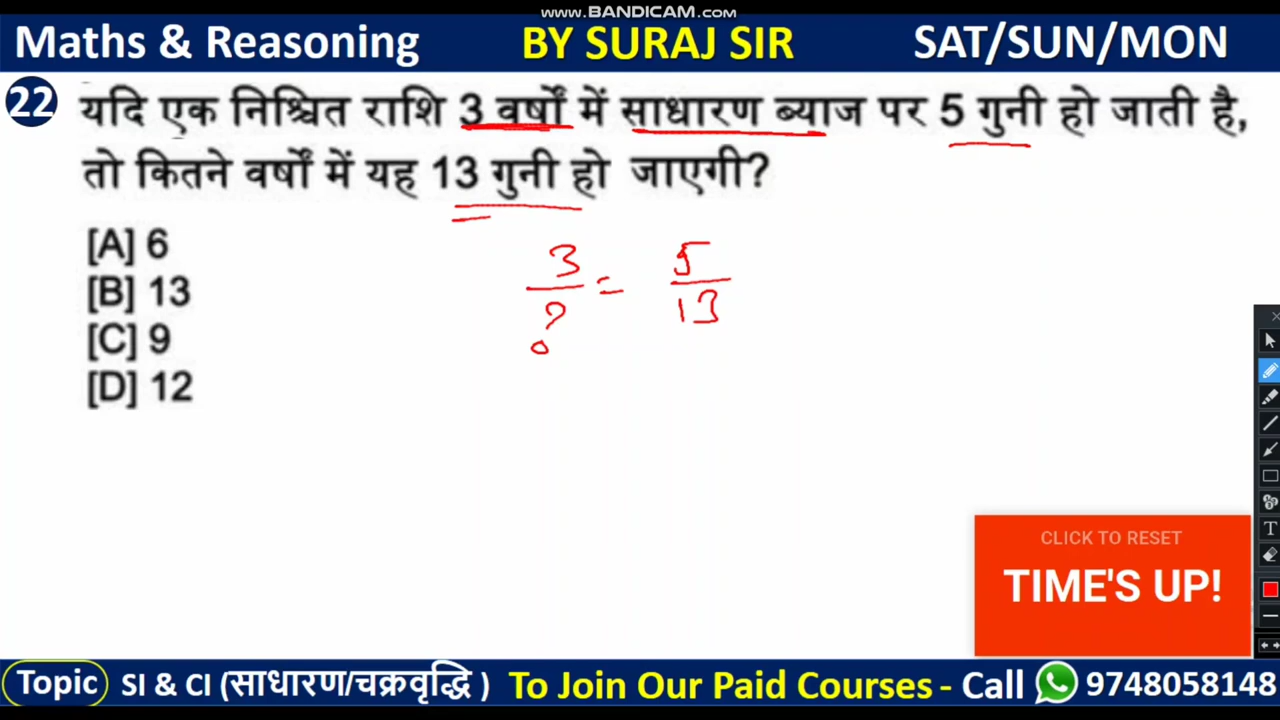 WWW.BANDICAM.COM
Maths & Reasoning BY SURAJ SIR SAT/SUN/MON
22 यदि एक निश्चित राशि 3 वर्षों में साधारण ब्याज पर 5 गुनी हो जाती है,
तो कितने वर्षों में यह 13 गुनी हो जाएगी?
[A] 6
[B] 13
[C] 9
[D] 12
3/? = 5/13
CLICK TO RESET
TIME'S UP!
Topic SI & CI (साधारण/चक्रवृद्धि ) To Join Our Paid Courses - Call 9748058148